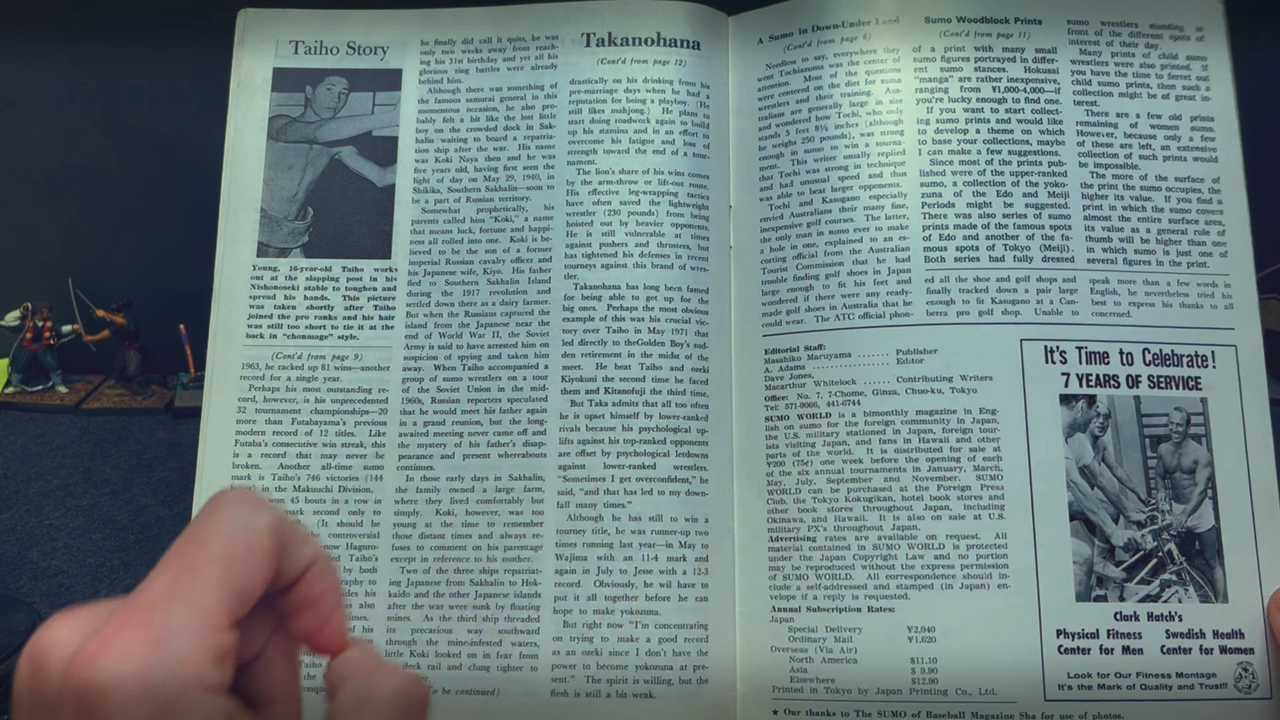 Taiho Story
Young, 16-year-old Taiho works
out at the slapping post in his
Nishonoseki stable to toughen and
spread his hands. This picture
was taken shortly after Taiho
joined the pro ranks and his hair
was still too short to tie it at the
back in "chonmage" style.
(Cont'd from page 9)
1963, he racked up 81 wins—another
record for a single year.
Perhaps his most outstanding re-
cord, however, is his unprecedented
32 tournament championships—20
more than Futabayama's previous
modern record of 12 titles. Like
Futaba's consecutive win streak, this
is a record that may never be
broken. Another all-time sumo
mark is Taiho's 746 victories (144
in the Makuuchi Division.
won 45 bouts in a row in
mark second only to
(It should be
the controversial
now Haguro-
Taiho's
by both
he finally did call it quits, he was
only two weeks away from reach-
ing his 31st birthday and yet all his
glorious ring battles were already
behind him.
Although there was something of
the famous samurai general in this
momentous occasion, he also pro-
bably felt a bit like the lost little
boy on the crowded dock in Sak-
halin waiting to board a repatria-
tion ship after the war. His name
was Koki Naya then and he was
five years old, having first seen the
light of day on May 29, 1940, in
Shikika, Southern Sakhalin—soon to
be a part of Russian territory.
Somewhat prophetically, his
parents called him "Koki," a name
that means luck, fortune and happi-
ness all rolled into one. Koki is be-
lieved to be the son of a former
imperial Russian cavalry officer and
his Japanese wife, Kiyo. His father
fled to Southern Sakhalin Island
during the 1917 revolution and
settled down there as a dairy farmer.
But when the Russians captured the
island from the Japanese near the
end of World War II, the Soviet
Army is said to have arrested him on
suspicion of spying and taken him
away. When Taiho accompanied a
group of sumo wrestlers on a tour
of the Soviet Union in the mid-
1960s, Russian reporters speculated
that he would meet his father again
in a grand reunion, but the long-
awaited meeting never came off and
the mystery of his father's disap-
pearance and present whereabouts
continues.
In those early days in Sakhalin,
the family owned a large farm,
where they lived comfortably but
simply. Koki, however, was too
young at the time to remember
those distant times and always re-
fuses to comment on his parentage
except in reference to his mother.
Two of the three ships repatriat-
ing Japanese from Sakhalin to Hok-
kaido and the other Japanese islands
after the war were sunk by floating
mines. As the third ship threaded
its precarious way southward
through the mine-infested waters,
little Koki looked on in fear from
deck rail and clung tighter to
To be continued)
Takanohana
(Cont'd from page 12)
drastically on his drinking from his
pre-marriage days when he had a
reputation for being a playboy. (He
still likes mahjong.) He plans to
start doing roadwork again to build
up his stamina and in an effort to
overcome his fatigue and loss of
strength toward the end of a tour-
nament.
The lion's share of his wins comes
by the arm-throw or lift-out route.
His effective leg-wrapping tactics
have often saved the lightweight
wrestler (230 pounds) from being
hoisted out by heavier opponents.
He is still vulnerable at times
against pushers and thrusters, but
has tightened his defenses in recent
tourneys against this brand of wres-
tler.
Takanohana has long been famed
for being able to get up for the
big ones. Perhaps the most obvious
example of this was his crucial vic-
tory over Taiho in May 1971 that
led directly to theGolden Boy's sud-
den retirement in the midst of the
meet. He beat Taiho and ozeki
Kiyokuni the second time he faced
them and Kitanofuji the third time.
But Taka admits that all too often
he is upset himself by lower-ranked
rivals because his psychological up-
lifts against his top-ranked opponents
are offset by psychological letdowns
against lower-ranked wrestlers.
"Sometimes I get overconfident," he
said, "and that has led to my down-
fall many times."
Although he has still to win a
tourney title, he was runner-up two
times running last year—in May to
Wajima with an 11-4 mark and
again in July to Jesse with a 12-3
record. Obviously, he wil have to
put it all together before he can
hope to make yokozuna.
But right now "I'm concentrating
on trying to make a good record
as an ozeki since I don't have the
power to become yokozuna at pre-
sent." The spirit is willing, but the
flesh is still a bit weak.
A Sumo in Down-Under Land
(Cont'd from page 6)
Needless to say, everywhere they
went Tochiazuma was the center of
attention. Most of the questions
were centered on the diet for sumo
wrestlers and their training. Aus-
tralians are generally large in size
and wondered how Tochi, who only
stands 5 feet 8½ inches (although
he weighs 250 pounds), was strong
enough in sumo to win a tourna-
ment. This writer usually replied
that Tochi was strong in technique
and had unusual speed and thus
was able to beat larger opponents.
Tochi and Kasugano especially
envied Australians their many fine,
inexpensive golf courses. The latter,
the only man in sumo ever to make
a hole in one, explained to an es-
corting official from the Australian
Tourist Commission that he had
trouble finding golf shoes in Japan
large enough to fit his feet and
wondered if there were any ready-
made golf shoes in Australia that he
could wear. The ATC official phon-
Sumo Woodblock Prints
(Cont'd from page 11)
of a print with many small
sumo figures portrayed in differ-
ent sumo stances. Hokusai
"manga" are rather inexpensive,
ranging from ¥1,000-4,000—if
you're lucky enough to find one.
If you want to start collect-
ing sumo prints and would like
to develop a theme on which
to base your collections, maybe
I can make a few suggestions.
Since most of the prints pub-
lished were of the upper-ranked
sumo, a collection of the yoko-
zuna of the Edo and Meiji
Periods might be suggested.
There was also series of sumo
prints made of the famous spots
of Edo and another of the fa-
mous spots of Tokyo (Meiji).
Both series had fully dressed
sumo wrestlers standing in
front of the different spots of
interest of their day.
Many prints of child sumo
wrestlers were also printed. If
you have the time to ferret out
child sumo prints, then such a
collection might be of great in-
terest.
There are a few old prints
remaining of women sumo.
However, because only a few
of these are left, an extensive
collection of such prints would
be impossible.
The more of the surface of
the print the sumo occupies, the
higher its value. If you find a
print in which the sumo covers
almost the entire surface area,
its value as a general rule of
thumb will be higher than one
in which sumo is just one of
several figures in the print.
ed all the shoe and golf shops and
finally tracked down a pair large
enough to fit Kasugano at a Can-
berra pro golf shop. Unable to
speak more than a few words in
English, he nevertheless tried his
best to express his thanks to all
concerned.
Editorial Staff:
Masahiko Maruyama ....... Publisher
A. Adams .................. Editor
Dave Jones,
Macarthur Whitelock ...... Contributing Writers
Office: No. 7, 7-Chome, Ginza, Chuo-ku, Tokyo
Tel: 571-9066, 441-6744
SUMO WORLD is a bimonthly magazine in Eng-
lish on sumo for the foreign community in Japan,
the U.S. military stationed in Japan, foreign tour-
ists visiting Japan, and fans in Hawaii and other
parts of the world. It is distributed for sale at
¥200 (75¢) one week before the opening of each
of the six annual tournaments in January, March,
May, July, September and November. SUMO
WORLD can be purchased at the Foreign Press
Club, the Tokyo Kokugikan, hotel book stores and
other book stores throughout Japan, including
Okinawa, and Hawaii. It is also on sale at U.S.
military PX's throughout Japan.
Advertising rates are available on request. All
material contained in SUMO WORLD is protected
under the Japan Copyright Law and no portion
may be reproduced without the express permission
of SUMO WORLD. All correspondence should in-
clude a self-addressed and stamped (in Japan) en-
velope if a reply is requested.
Annual Subscription Rates:
Japan
Special Delivery ¥2,040
Ordinary Mail ¥1,020
Overseas (Via Air)
North America $11.10
Asia $ 9.90
Elsewhere $12.90
Printed in Tokyo by Japan Printing Co., Ltd.
★ Our thanks to The SUMO of Baseball Magazine Sha for use of photos.
It's Time to Celebrate!
7 YEARS OF SERVICE
Clark Hatch's
Physical Fitness Swedish Health
Center for Men Center for Women
Look for Our Fitness Montage
It's the Mark of Quality and Trust!!